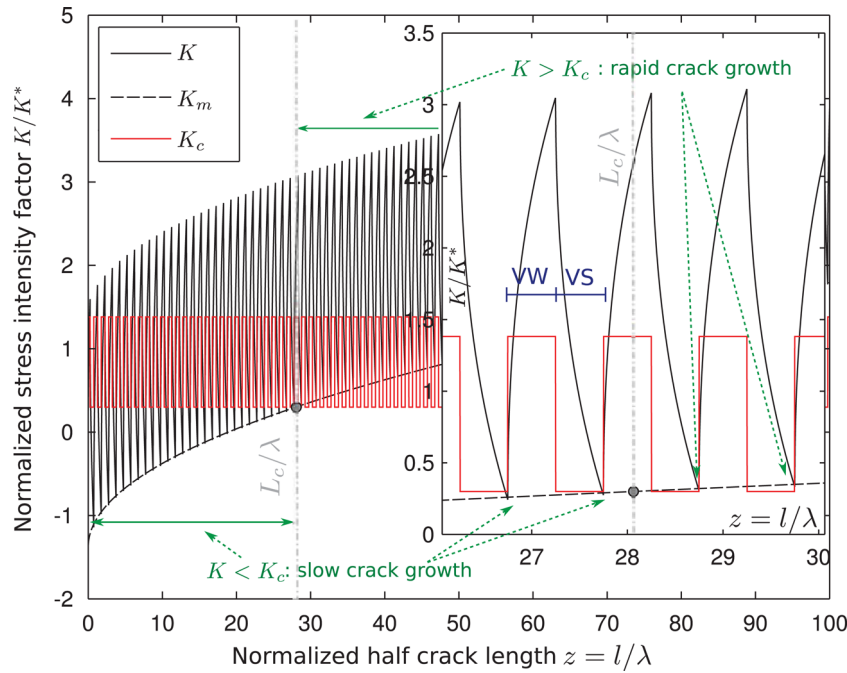 5
4
3
2
1
0
-1
-2
Normalized stress intensity factor K/K*
K
K_m
K_c
L_c/λ
K < K_c: slow crack growth
0
10
20
30
40
50
60
70
80
90
100
Normalized half crack length z = l/λ
3.5
3
2.5
2
1.5
1
0.5
0
K/K*
K > K_c : rapid crack growth
L_c/λ
VW
VS
z = l/λ
27
28
29
30